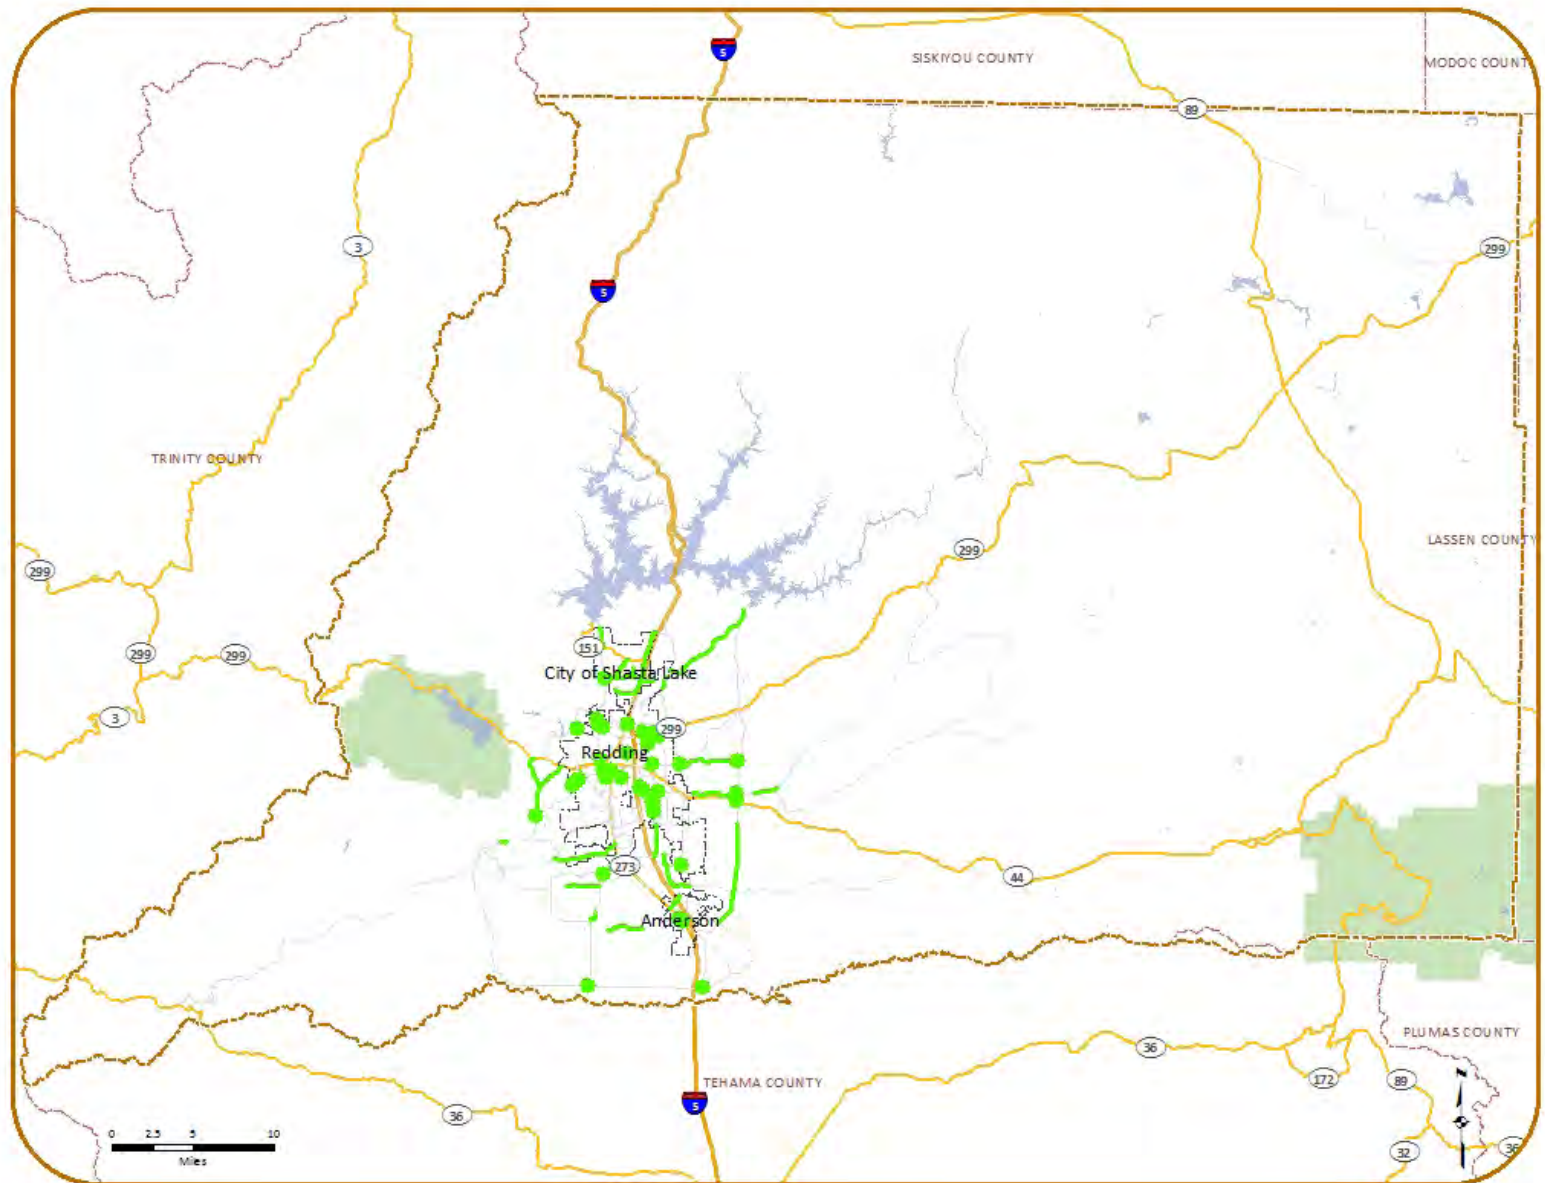 5
SISKIYOU COUNTY
MODOC COUNT
89
3
299
5
TRINITY COUNTY
LASSEN COUNTY
299
299
151
299
299
City of Shasta Lake
3
299
Redding
273
44
Anderson
PLUMAS COUNTY
36
172
89
TEHAMA COUNTY
5
36
0 2.5 5 10
Miles
32
36
Z